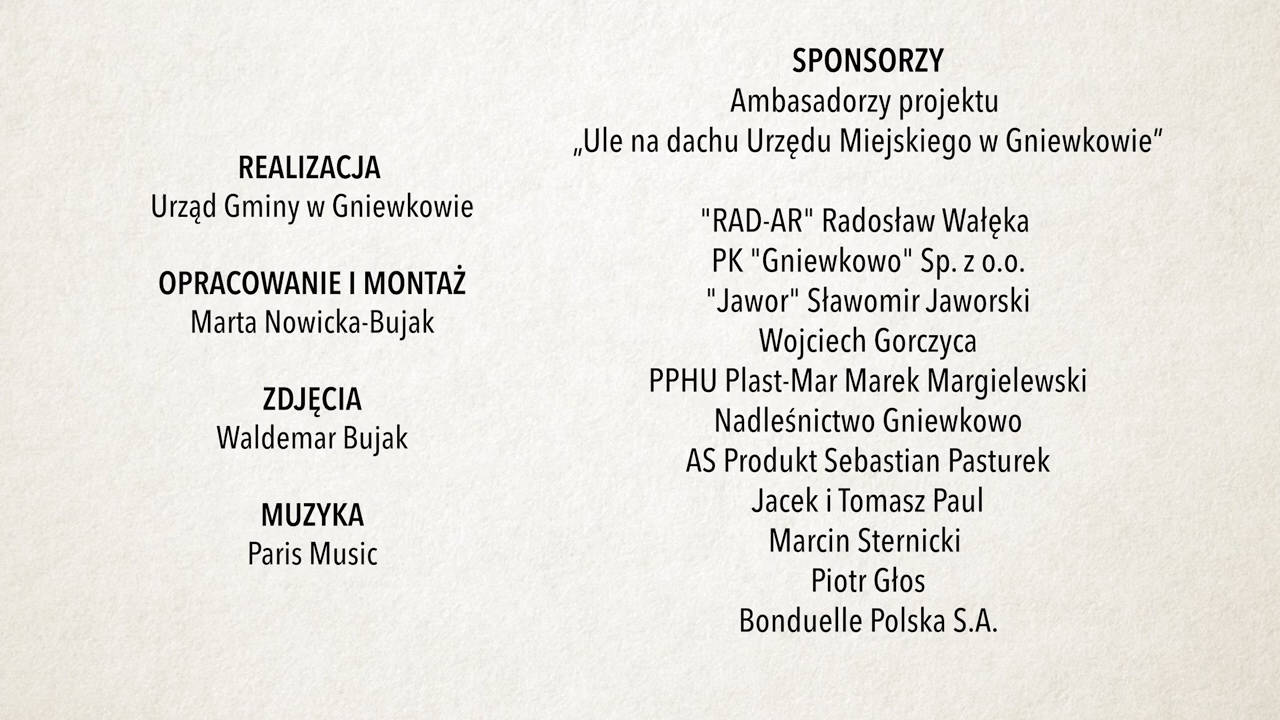 REALIZACJA
Urząd Gminy w Gniewkowie
OPRACOWANIE I MONTAŻ
Marta Nowicka-Bujak
ZDJĘCIA
Waldemar Bujak
MUZYKA
Paris Music
SPONSORZY
Ambasadorzy projektu
„Ule na dachu Urzędu Miejskiego w Gniewkowie”
"RAD-AR" Radosław Wałęka
PK "Gniewkowo" Sp. z o.o.
"Jawor" Sławomir Jaworski
Wojciech Gorczyca
PPHU Plast-Mar Marek Margielewski
Nadleśnictwo Gniewkowo
AS Produkt Sebastian Pasturek
Jacek i Tomasz Paul
Marcin Sternicki
Piotr Głos
Bonduelle Polska S.A.